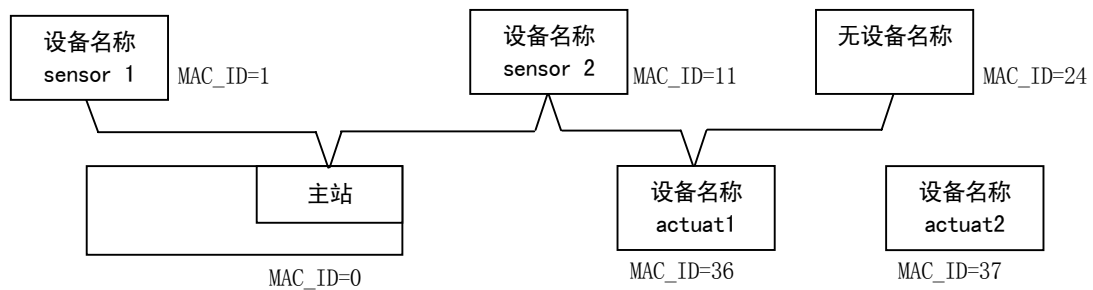 设备名称
sensor 1
MAC_ID=1
设备名称
sensor 2
MAC_ID=11
无设备名称
MAC_ID=24
主站
MAC_ID=0
设备名称
actuat1
MAC_ID=36
设备名称
actuat2
MAC_ID=37